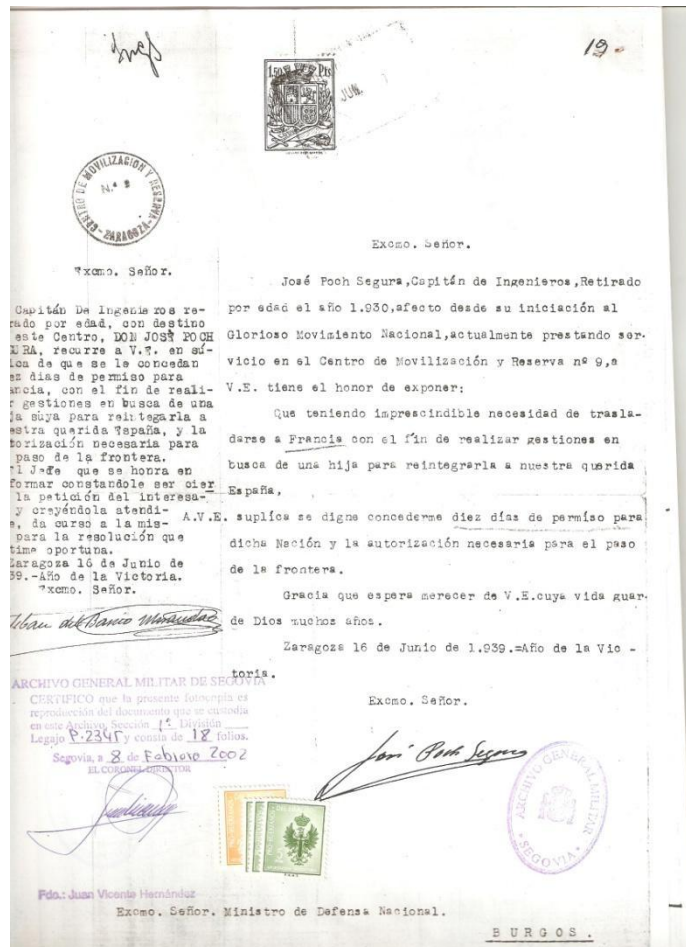 19
1.50 Pts
JUN.
CENTRO DE MOVILIZACIÓN Y RESERVA
N.º 9
-ZARAGOZA-
Excmo. Señor.
Capitán De Ingenieros re-
rado por edad, con destino
este Centro, DON JOSÉ POCH
URA, recurre a V.E. en sú-
ica de que se le concedan
ez dias de permiso para
ancia, con el fin de reali-
r gestiones en busca de una
ja suya para reintegarla a
estra querida España, y la
torización necesaria para
paso de la frontera.
El Jefe que se honra en
formar constandole ser cier
la petición del interesa-
y creyéndola atendi-
e, da curso a la mis-
para la resolución que
time oportuna.
Zaragoza 16 de Junio de
39.-Año de la Victoria.
Excmo. Señor.
Excmo. Señor.
José Poch Segura,Capitán de Ingenieros,Retirado
por edad el año 1.930,afecto desde su iniciación al
Glorioso Movimiento Nacional,actualmente prestando ser-
vicio en el Centro de Movilización y Reserva nº 9,a
V.E. tiene el honor de exponer:
Que teniendo imprescindible necesidad de trasla-
darse a Francia con el fin de realizar gestiones en
busca de una hija para reintegrarla a nuestra querida
España,
A.V.E. suplica se digne concederme diez días de permiso para
dicha Nación y la autorización necesaria para el paso
de la frontera.
Gracia que espera merecer de V.E.cuya vida guar-
de Dios muchos años.
Zaragoza 16 de Junio de 1.939.=Año de la Vic -
toria.
Excmo. Señor.
José Poch Segura
ARCHIVO GENERAL MILITAR DE SEGOVIA
CERTIFICO que la presente fotocopia es
reproducción del documento que se custodia
en este Archivo, Sección 1ª División
Legajo P-2345 y consta de 18 folios.
Segovia, a 8 de Febrero 2002
EL CORONEL DIRECTOR
Fdo.: Juan Vicente Hernández
ARCHIVO GENERAL MILITAR
SEGOVIA
Excmo. Señor. Ministro de Defensa Nacional.
BURGOS.